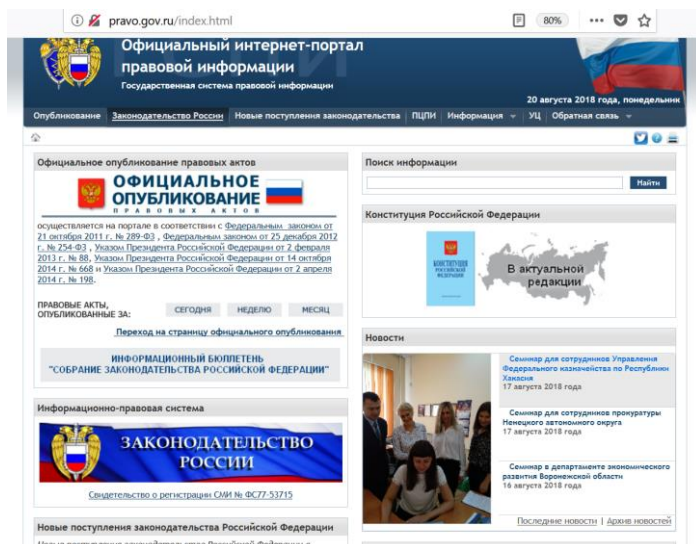 pravo.gov.ru/index.html
80%
Официальный интернет-портал
правовой информации
Государственная система правовой информации
20 августа 2018 года, понедельник
Опубликование Законодательство России Новые поступления законодательства ПЦПИ Информация УЦ Обратная связь
Официальное опубликование правовых актов
ОФИЦИАЛЬНОЕ
ОПУБЛИКОВАНИЕ
ПРАВОВЫХ АКТОВ
осуществляется на портале в соответствии с Федеральным законом от
21 октября 2011 г. № 289-ФЗ , Федеральным законом от 25 декабря 2012
г. № 254-ФЗ , Указом Президента Российской Федерации от 2 февраля
2013 г. № 88, Указом Президента Российской Федерации от 14 октября
2014 г. № 668 и Указом Президента Российской Федерации от 2 апреля
2014 г. № 198.
ПРАВОВЫЕ АКТЫ,
ОПУБЛИКОВАННЫЕ ЗА:
СЕГОДНЯ НЕДЕЛЮ МЕСЯЦ
Переход на страницу официального опубликования
ИНФОРМАЦИОННЫЙ БЮЛЛЕТЕНЬ
"СОБРАНИЕ ЗАКОНОДАТЕЛЬСТВА РОССИЙСКОЙ ФЕДЕРАЦИИ"
Информационно-правовая система
ЗАКОНОДАТЕЛЬСТВО
РОССИИ
Свидетельство о регистрации СМИ № ФС77-53715
Новые поступления законодательства Российской Федерации
Поиск информации
Найти
Конституция Российской Федерации
КОНСТИТУЦИЯ
РОССИЙСКОЙ
ФЕДЕРАЦИИ
В актуальной
редакции
Новости
Семинар для сотрудников Управления
Федерального казначейства по Республики
Хакасия
17 августа 2018 года
Семинар для сотрудников прокуратуры
Ненецкого автономного округа
17 августа 2018 года
Семинар в департаменте экономического
развития Воронежской области
16 августа 2018 года
Последние новости | Архив новостей